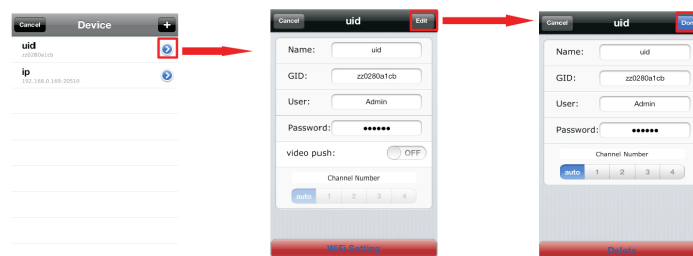 Cancel Device +
uid
zz0280a1cb
ip
192.168.0.169:20510
Cancel uid Edit
Name: uid
GID: zz0280a1cb
User: Admin
Password: ••••••
video push: OFF
Channel Number
auto 1 2 3 4
WiFi Setting
Cancel uid Don
Name: uid
GID: zz0280a1cb
User: Admin
Password: ••••••
Channel Number
auto 1 2 3 4
Delete